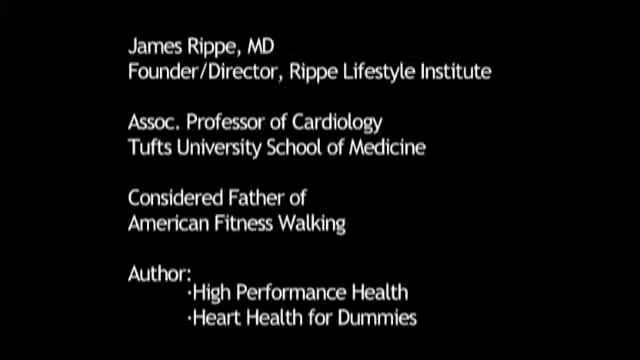 James Rippe, MD
Founder/Director, Rippe Lifestyle Institute
Assoc. Professor of Cardiology
Tufts University School of Medicine
Considered Father of
American Fitness Walking
Author:
·High Performance Health
·Heart Health for Dummies